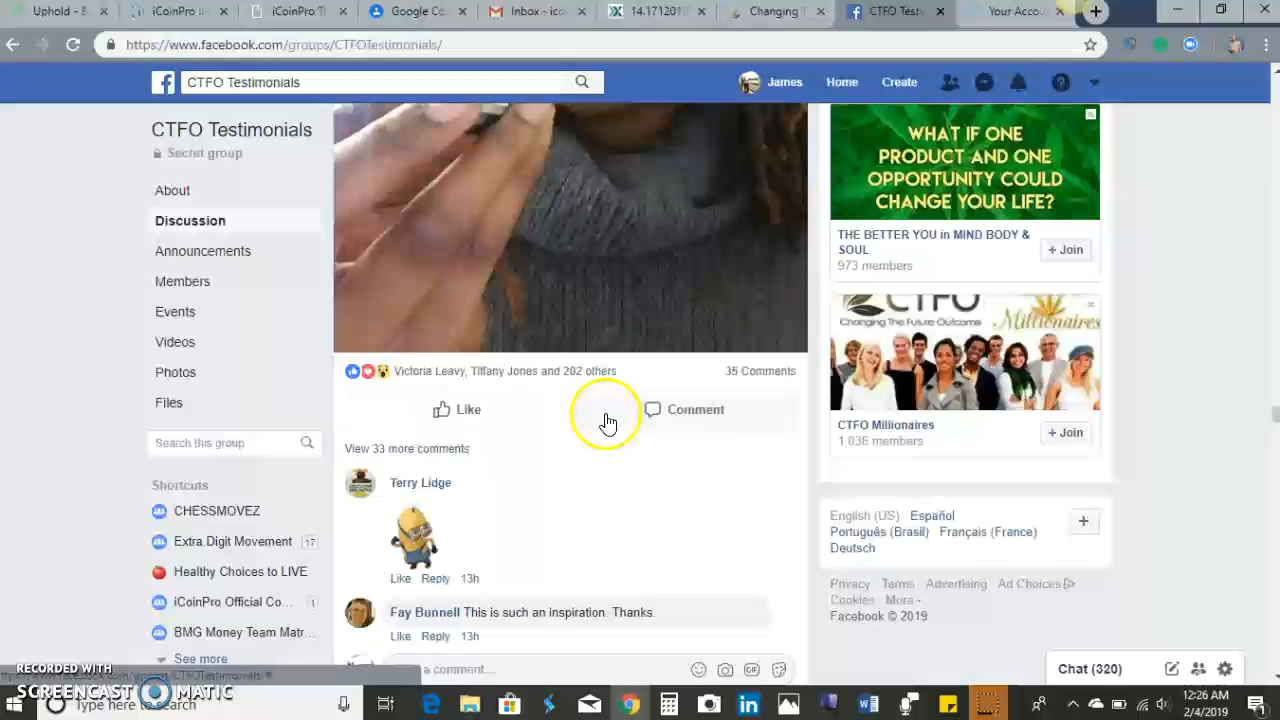 Uphold -
iCoinPro i
iCoinPro T
Google Co
Inbox - ico
14.171201
Changing T
CTFO Test
Your Accou
https://www.facebook.com/groups/CTFOTestimonials/
CTFO Testimonials
James
Home
Create
CTFO Testimonials
Secret group
About
Discussion
Announcements
Members
Events
Videos
Photos
Files
Search this group
Shortcuts
CHESSMOVEZ
Extra Digit Movement 17
Healthy Choices to LIVE
iCoinPro Official Co... 1
BMG Money Team Matr...
See more
Victoria Leavy, Tiffany Jones and 202 others
35 Comments
Like
Comment
View 33 more comments
Terry Lidge
Like Reply 13h
Fay Bunnell This is such an inspiration. Thanks.
Like Reply 13h
a comment...
GIF
WHAT IF ONE
PRODUCT AND ONE
OPPORTUNITY COULD
CHANGE YOUR LIFE?
THE BETTER YOU in MIND BODY &
SOUL
973 members
+ Join
CTFO
Changing The Future Outcome
Millionaires
CTFO Millionaires
1,036 members
+ Join
English (US) Español
Português (Brasil) Français (France)
Deutsch
Privacy Terms Advertising Ad Choices
Cookies More
Facebook © 2019
Chat (320)
RECORDED WITH
SCREENCAST MATIC
Type here to search
12:26 AM
2/4/2019